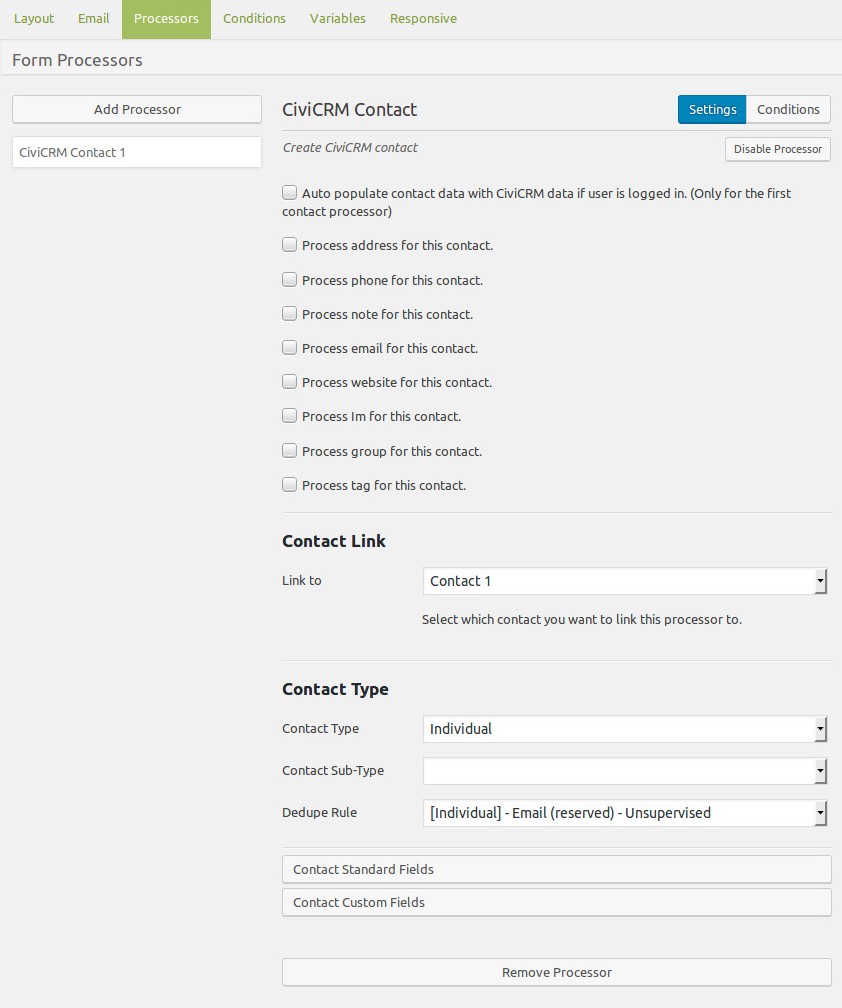 Layout Email Processors Conditions Variables Responsive
Form Processors
Add Processor
CiviCRM Contact 1
CiviCRM Contact
Settings Conditions
Create CiviCRM contact
Disable Processor
Auto populate contact data with CiviCRM data if user is logged in. (Only for the first
contact processor)
Process address for this contact.
Process phone for this contact.
Process note for this contact.
Process email for this contact.
Process website for this contact.
Process Im for this contact.
Process group for this contact.
Process tag for this contact.
Contact Link
Link to Contact 1
Select which contact you want to link this processor to.
Contact Type
Contact Type Individual
Contact Sub-Type
Dedupe Rule [Individual] - Email (reserved) - Unsupervised
Contact Standard Fields
Contact Custom Fields
Remove Processor